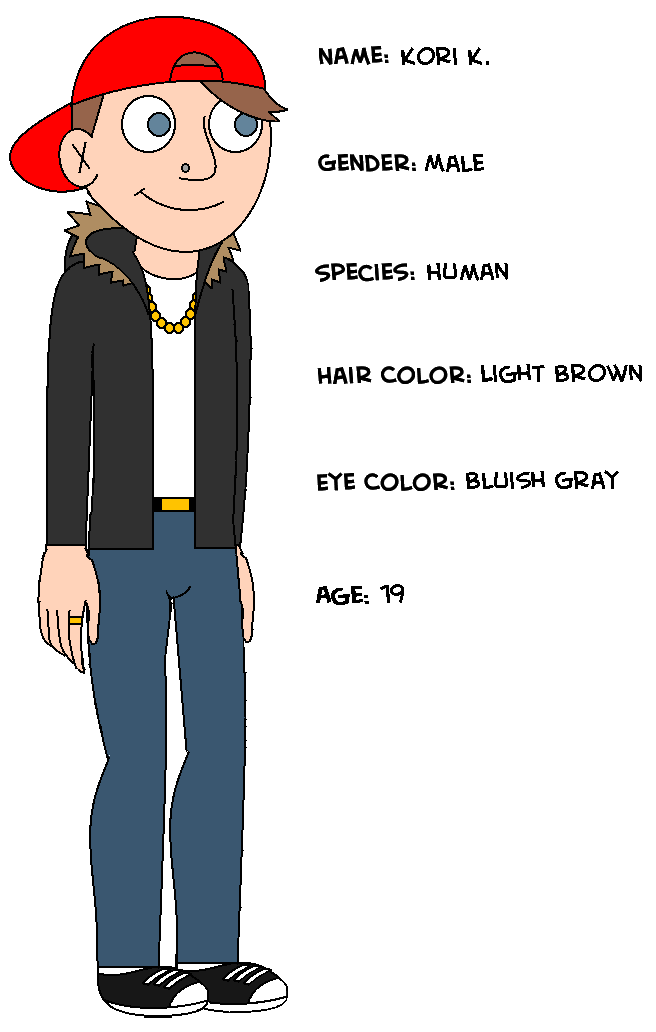 NAME: KORI K.
GENDER: MALE
SPECIES: HUMAN
HAIR COLOR: LIGHT BROWN
EYE COLOR: BLUISH GRAY
AGE: 19